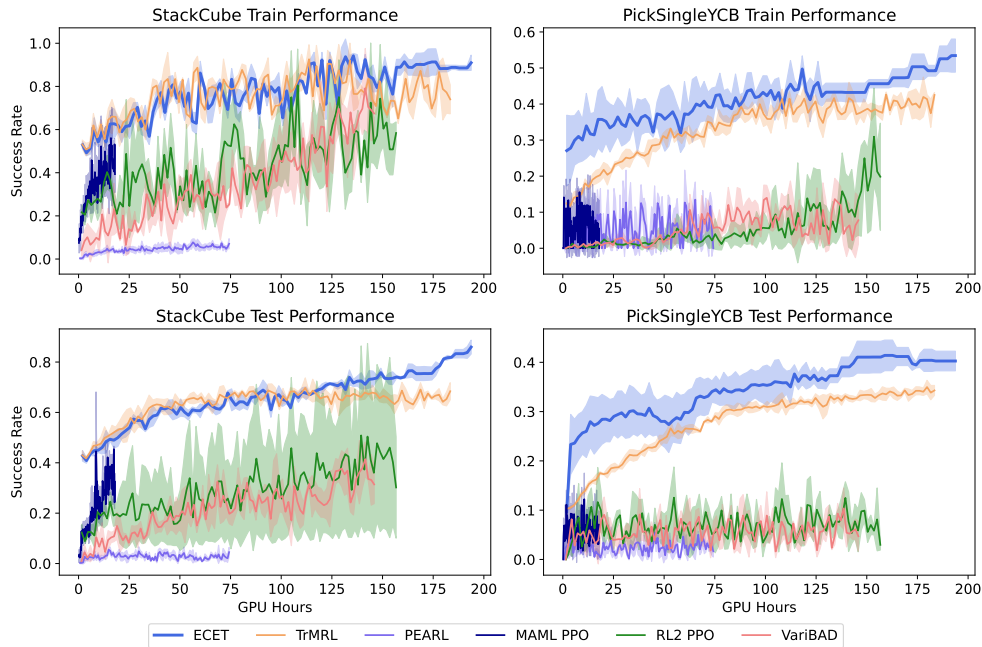 StackCube Train Performance
PickSingleYCB Train Performance
Success Rate
1.0
0.8
0.6
0.4
0.2
0.0
0 25 50 75 100 125 150 175 200
0.6
0.5
0.4
0.3
0.2
0.1
0.0
0 25 50 75 100 125 150 175 200
StackCube Test Performance
PickSingleYCB Test Performance
Success Rate
0.8
0.6
0.4
0.2
0.0
0 25 50 75 100 125 150 175 200
GPU Hours
0.4
0.3
0.2
0.1
0.0
0 25 50 75 100 125 150 175 200
GPU Hours
ECET TrMRL PEARL MAML PPO RL2 PPO VariBAD